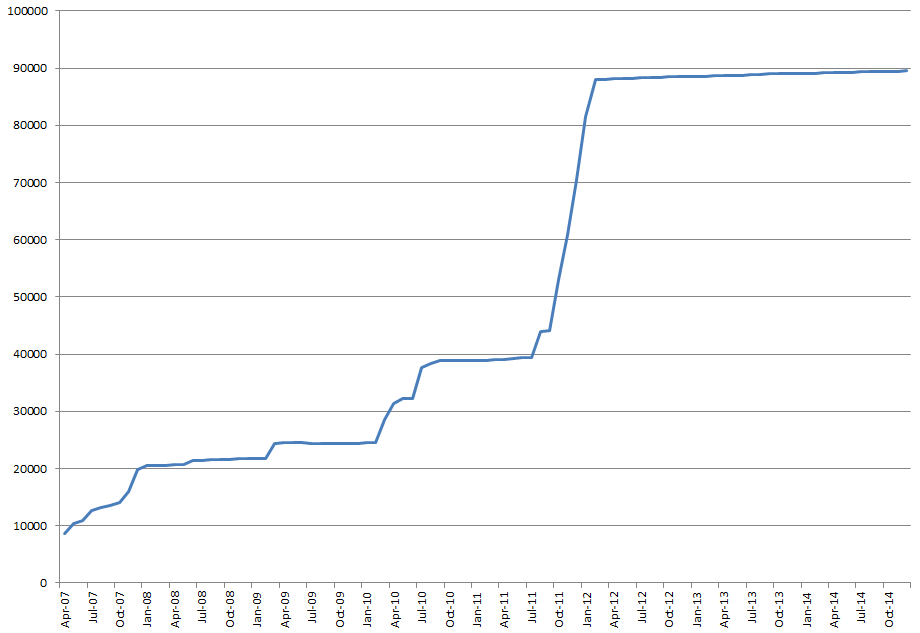 100000
90000
80000
70000
60000
50000
40000
30000
20000
10000
0
Apr-07
Jul-07
Oct-07
Jan-08
Apr-08
Jul-08
Oct-08
Jan-09
Apr-09
Jul-09
Oct-09
Jan-10
Apr-10
Jul-10
Oct-10
Jan-11
Apr-11
Jul-11
Oct-11
Jan-12
Apr-12
Jul-12
Oct-12
Jan-13
Apr-13
Jul-13
Oct-13
Jan-14
Apr-14
Jul-14
Oct-14